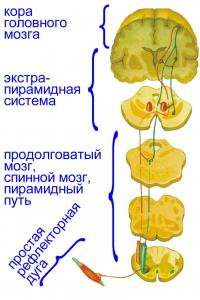 кора
головного
мозга
экстра-
пирамидная
система
продолговатый
мозг,
спинной мозг,
пирамидный
путь
простая
рефлекторная
дуга